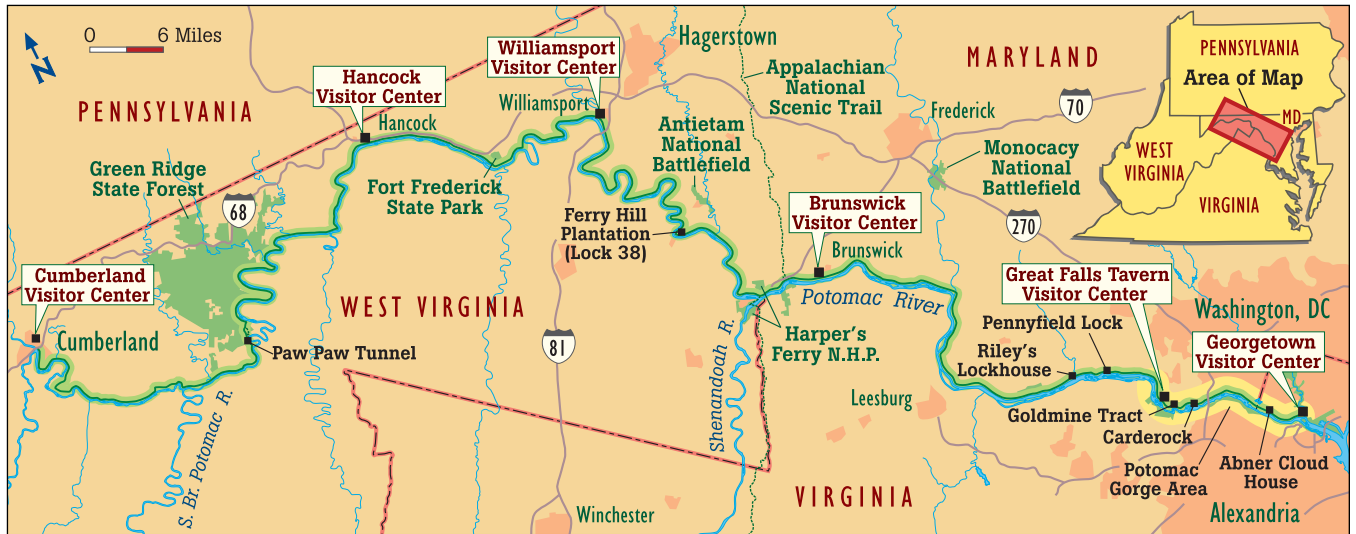 0 6 Miles
N
PENNSYLVANIA
Hancock
Visitor Center
Hancock
Williamsport
Visitor Center
Williamsport
Hagerstown
Appalachian
National
Scenic Trail
MARYLAND
Frederick
70
PENNSYLVANIA
Area of Map
MD
WEST
VIRGINIA
VIRGINIA
Green Ridge
State Forest
68
Fort Frederick
State Park
Antietam
National
Battlefield
Monocacy
National
Battlefield
Ferry Hill
Plantation
(Lock 38)
Brunswick
Visitor Center
Brunswick
270
Cumberland
Visitor Center
Cumberland
WEST VIRGINIA
Paw Paw Tunnel
81
Potomac River
Harper's
Ferry N.H.P.
Shenandoah R.
S. Br. Potomac R.
Great Falls Tavern
Visitor Center
Washington, DC
Georgetown
Visitor Center
Pennyfield Lock
Riley's
Lockhouse
Leesburg
Goldmine Tract
Carderock
Potomac
Gorge Area
Abner Cloud
House
Winchester
VIRGINIA
Alexandria